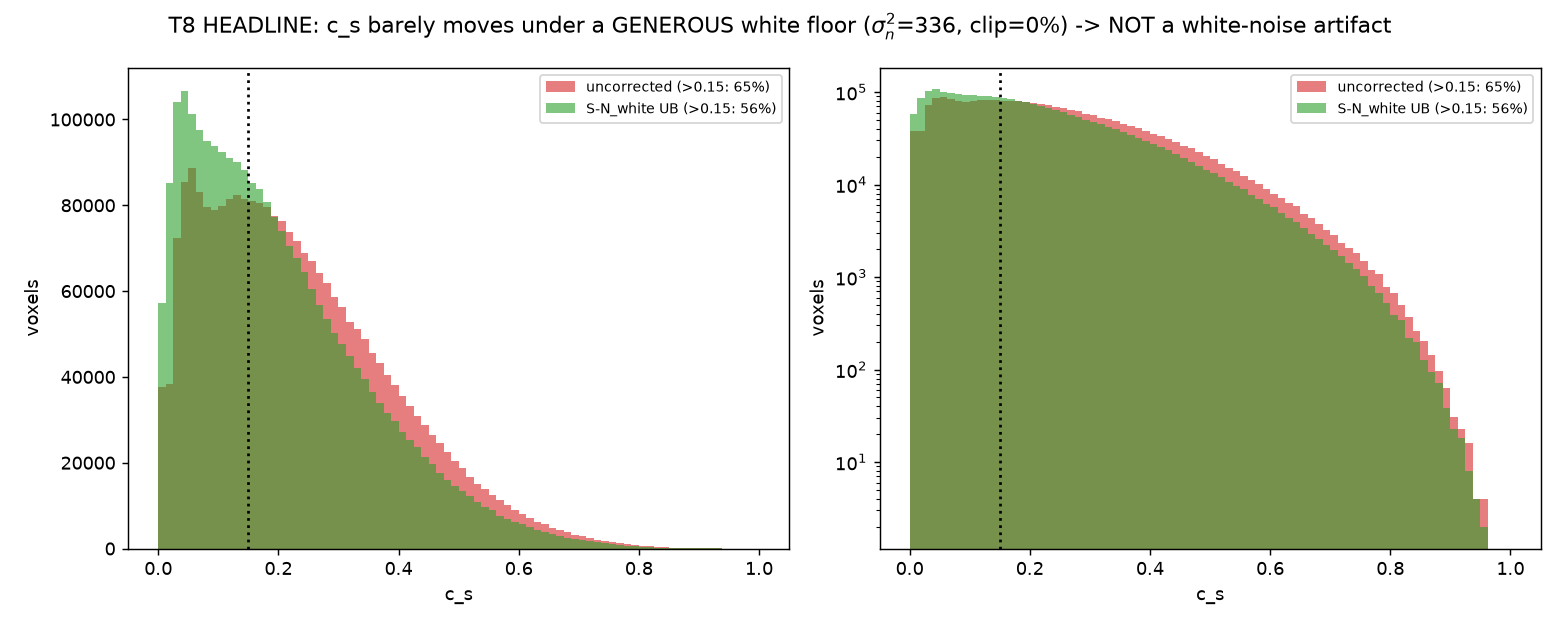 T8 HEADLINE: c_s barely moves under a GENEROUS white floor (σₙ²=336, clip=0%) -> NOT a white-noise artifact
uncorrected (>0.15: 65%)
S-N_white UB (>0.15: 56%)
100000
80000
60000
40000
20000
0
voxels
0.0 0.2 0.4 0.6 0.8 1.0
c_s
uncorrected (>0.15: 65%)
S-N_white UB (>0.15: 56%)
10⁵
10⁴
10³
10²
10¹
voxels
0.0 0.2 0.4 0.6 0.8 1.0
c_s